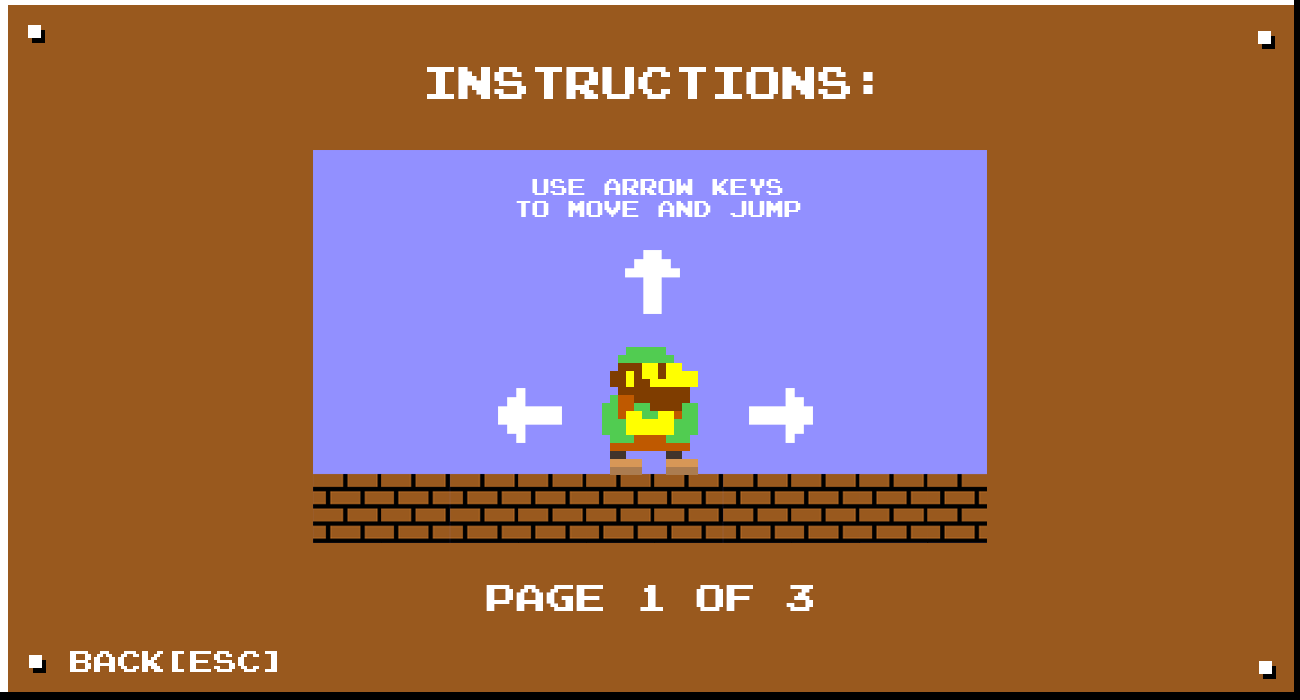 INSTRUCTIONS:
USE ARROW KEYS
TO MOVE AND JUMP
PAGE 1 OF 3
BACK[ESC]